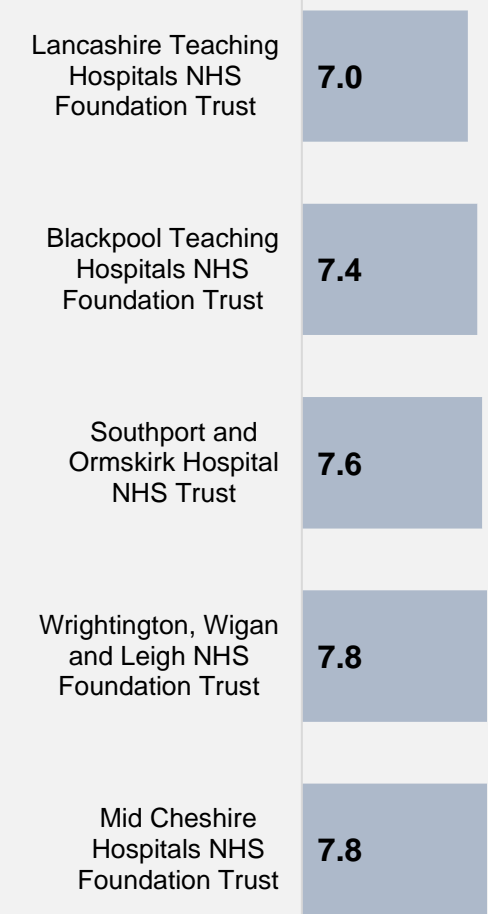 Lancashire Teaching
Hospitals NHS
Foundation Trust
7.0
Blackpool Teaching
Hospitals NHS
Foundation Trust
7.4
Southport and
Ormskirk Hospital
NHS Trust
7.6
Wrightington, Wigan
and Leigh NHS
Foundation Trust
7.8
Mid Cheshire
Hospitals NHS
Foundation Trust
7.8